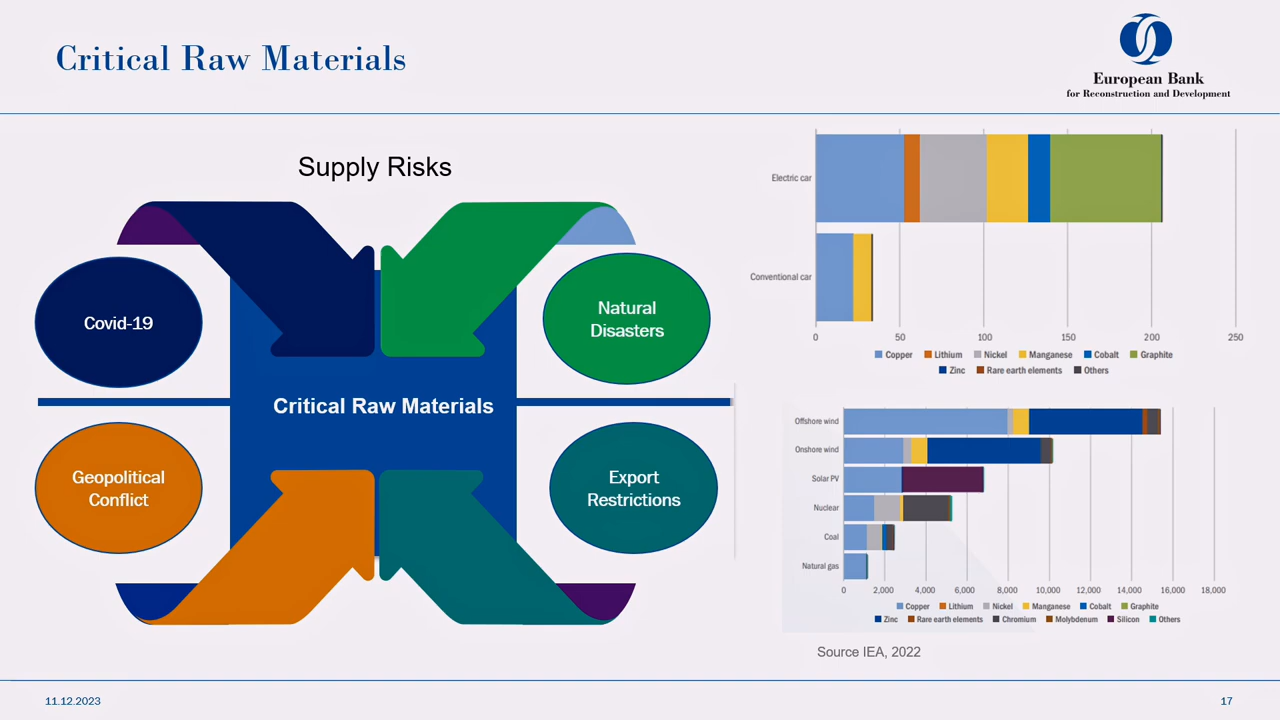 Critical Raw Materials
European Bank
for Reconstruction and Development
Supply Risks
Covid-19
Natural
Disasters
Critical Raw Materials
Geopolitical
Conflict
Export
Restrictions
Electric car
Conventional car
0 50 100 150 200 250
Copper Lithium Nickel Manganese Cobalt Graphite
Zinc Rare earth elements Others
Offshore wind
Onshore wind
Solar PV
Nuclear
Coal
Natural gas
0 2,000 4,000 6,000 8,000 10,000 12,000 14,000 16,000 18,000
Copper Lithium Nickel Manganese Cobalt Graphite
Zinc Rare earth elements Chromium Molybdenum Silicon Others
Source IEA, 2022
11.12.2023
17